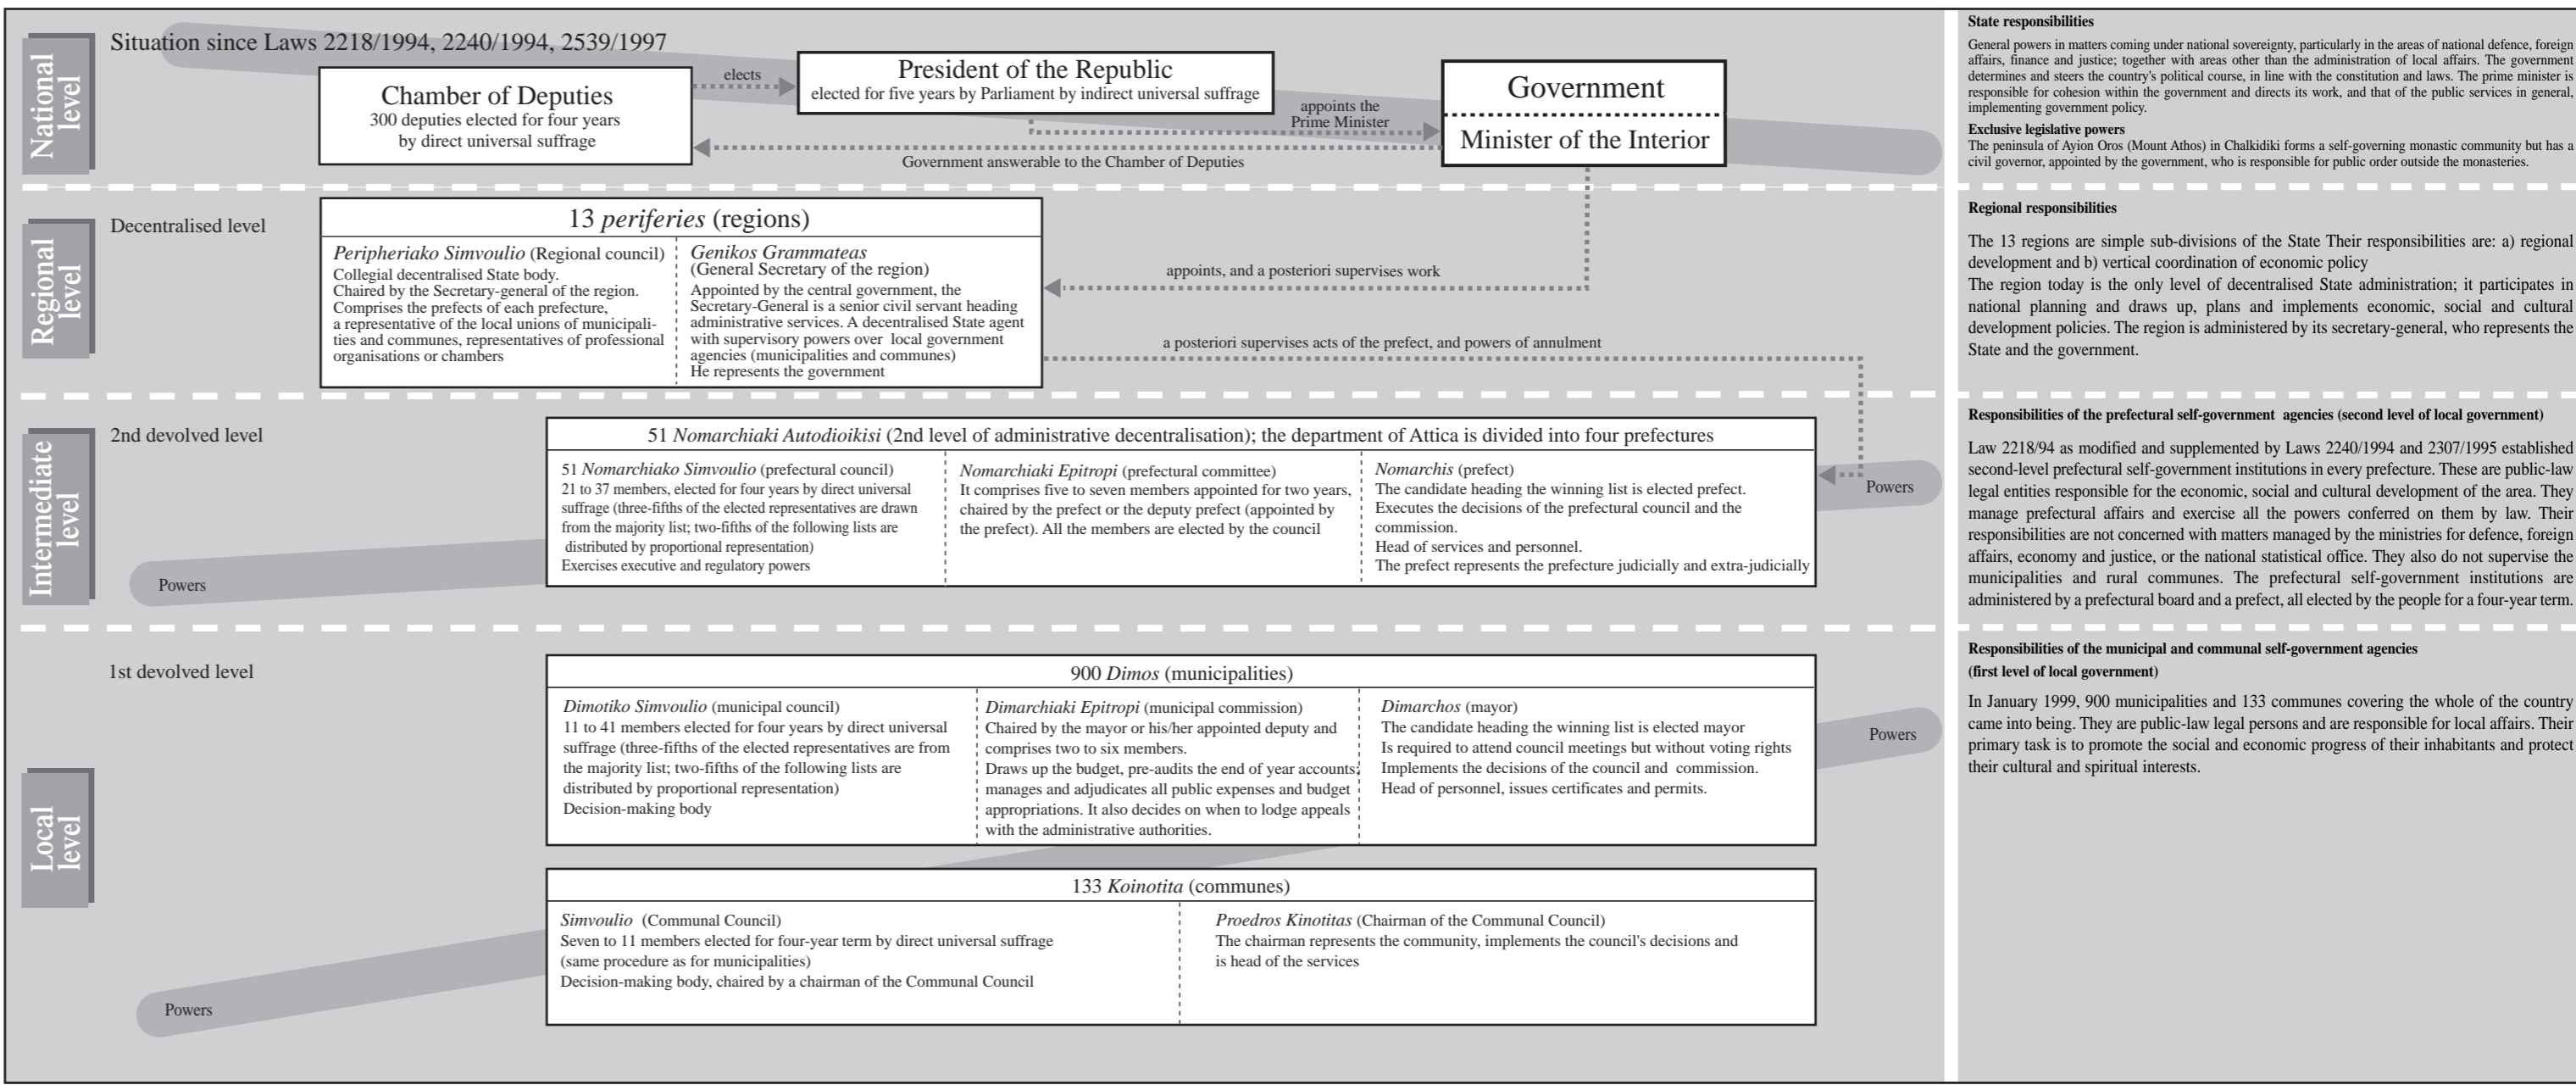 National
level
Situation since Laws 2218/1994, 2240/1994, 2539/1997
Chamber of Deputies
300 deputies elected for four years
by direct universal suffrage
elects
President of the Republic
elected for five years by Parliament by indirect universal suffrage
appoints the
Prime Minister
Government
Minister of the Interior
Government answerable to the Chamber of Deputies
State responsibilities
General powers in matters coming under national sovereignty, particularly in the areas of national defence, foreign
affairs, finance and justice; together with areas other than the administration of local affairs. The government
determines and steers the country's political course, in line with the constitution and laws. The prime minister is
responsible for cohesion within the government and directs its work, and that of the public services in general,
implementing government policy.
Exclusive legislative powers
The peninsula of Ayion Oros (Mount Athos) in Chalkidiki forms a self-governing monastic community but has a
civil governor, appointed by the government, who is responsible for public order outside the monasteries.
Regional
level
Decentralised level
13 periferies (regions)
Peripheriako Simvoulio (Regional council)
Collegial decentralised State body.
Chaired by the Secretary-general of the region.
Comprises the prefects of each prefecture,
a representative of the local unions of municipali-
ties and communes, representatives of professional
organisations or chambers
Genikos Grammateas
(General Secretary of the region)
Appointed by the central government, the
Secretary-General is a senior civil servant heading
administrative services. A decentralised State agent
with supervisory powers over local government
agencies (municipalities and communes)
He represents the government
appoints, and a posteriori supervises work
a posteriori supervises acts of the prefect, and powers of annulment
Regional responsibilities
The 13 regions are simple sub-divisions of the State Their responsibilities are: a) regional
development and b) vertical coordination of economic policy
The region today is the only level of decentralised State administration; it participates in
national planning and draws up, plans and implements economic, social and cultural
development policies. The region is administered by its secretary-general, who represents the
State and the government.
Intermediate
level
2nd devolved level
51 Nomarchiaki Autodioikisi (2nd level of administrative decentralisation); the department of Attica is divided into four prefectures
51 Nomarchiako Simvoulio (prefectural council)
21 to 37 members, elected for four years by direct universal
suffrage (three-fifths of the elected representatives are drawn
from the majority list; two-fifths of the following lists are
distributed by proportional representation)
Exercises executive and regulatory powers
Nomarchiaki Epitropi (prefectural committee)
It comprises five to seven members appointed for two years,
chaired by the prefect or the deputy prefect (appointed by
the prefect). All the members are elected by the council
Nomarchis (prefect)
The candidate heading the winning list is elected prefect.
Executes the decisions of the prefectural council and the
commission.
Head of services and personnel.
The prefect represents the prefecture judicially and extra-judicially
Powers
Powers
Responsibilities of the prefectural self-government agencies (second level of local government)
Law 2218/94 as modified and supplemented by Laws 2240/1994 and 2307/1995 established
second-level prefectural self-government institutions in every prefecture. These are public-law
legal entities responsible for the economic, social and cultural development of the area. They
manage prefectural affairs and exercise all the powers conferred on them by law. Their
responsibilities are not concerned with matters managed by the ministries for defence, foreign
affairs, economy and justice, or the national statistical office. They also do not supervise the
municipalities and rural communes. The prefectural self-government institutions are
administered by a prefectural board and a prefect, all elected by the people for a four-year term.
Local
level
1st devolved level
900 Dimos (municipalities)
Dimotiko Simvoulio (municipal council)
11 to 41 members elected for four years by direct universal
suffrage (three-fifths of the elected representatives are from
the majority list; two-fifths of the following lists are
distributed by proportional representation)
Decision-making body
Dimarchiaki Epitropi (municipal commission)
Chaired by the mayor or his/her appointed deputy and
comprises two to six members.
Draws up the budget, pre-audits the end of year accounts;
manages and adjudicates all public expenses and budget
appropriations. It also decides on when to lodge appeals
with the administrative authorities.
Dimarchos (mayor)
The candidate heading the winning list is elected mayor
Is required to attend council meetings but without voting rights
Implements the decisions of the council and commission.
Head of personnel, issues certificates and permits.
Powers
133 Koinotita (communes)
Simvoulio (Communal Council)
Seven to 11 members elected for four-year term by direct universal suffrage
(same procedure as for municipalities)
Decision-making body, chaired by a chairman of the Communal Council
Proedros Kinotitas (Chairman of the Communal Council)
The chairman represents the community, implements the council's decisions and
is head of the services
Powers
Responsibilities of the municipal and communal self-government agencies
(first level of local government)
In January 1999, 900 municipalities and 133 communes covering the whole of the country
came into being. They are public-law legal persons and are responsible for local affairs. Their
primary task is to promote the social and economic progress of their inhabitants and protect
their cultural and spiritual interests.